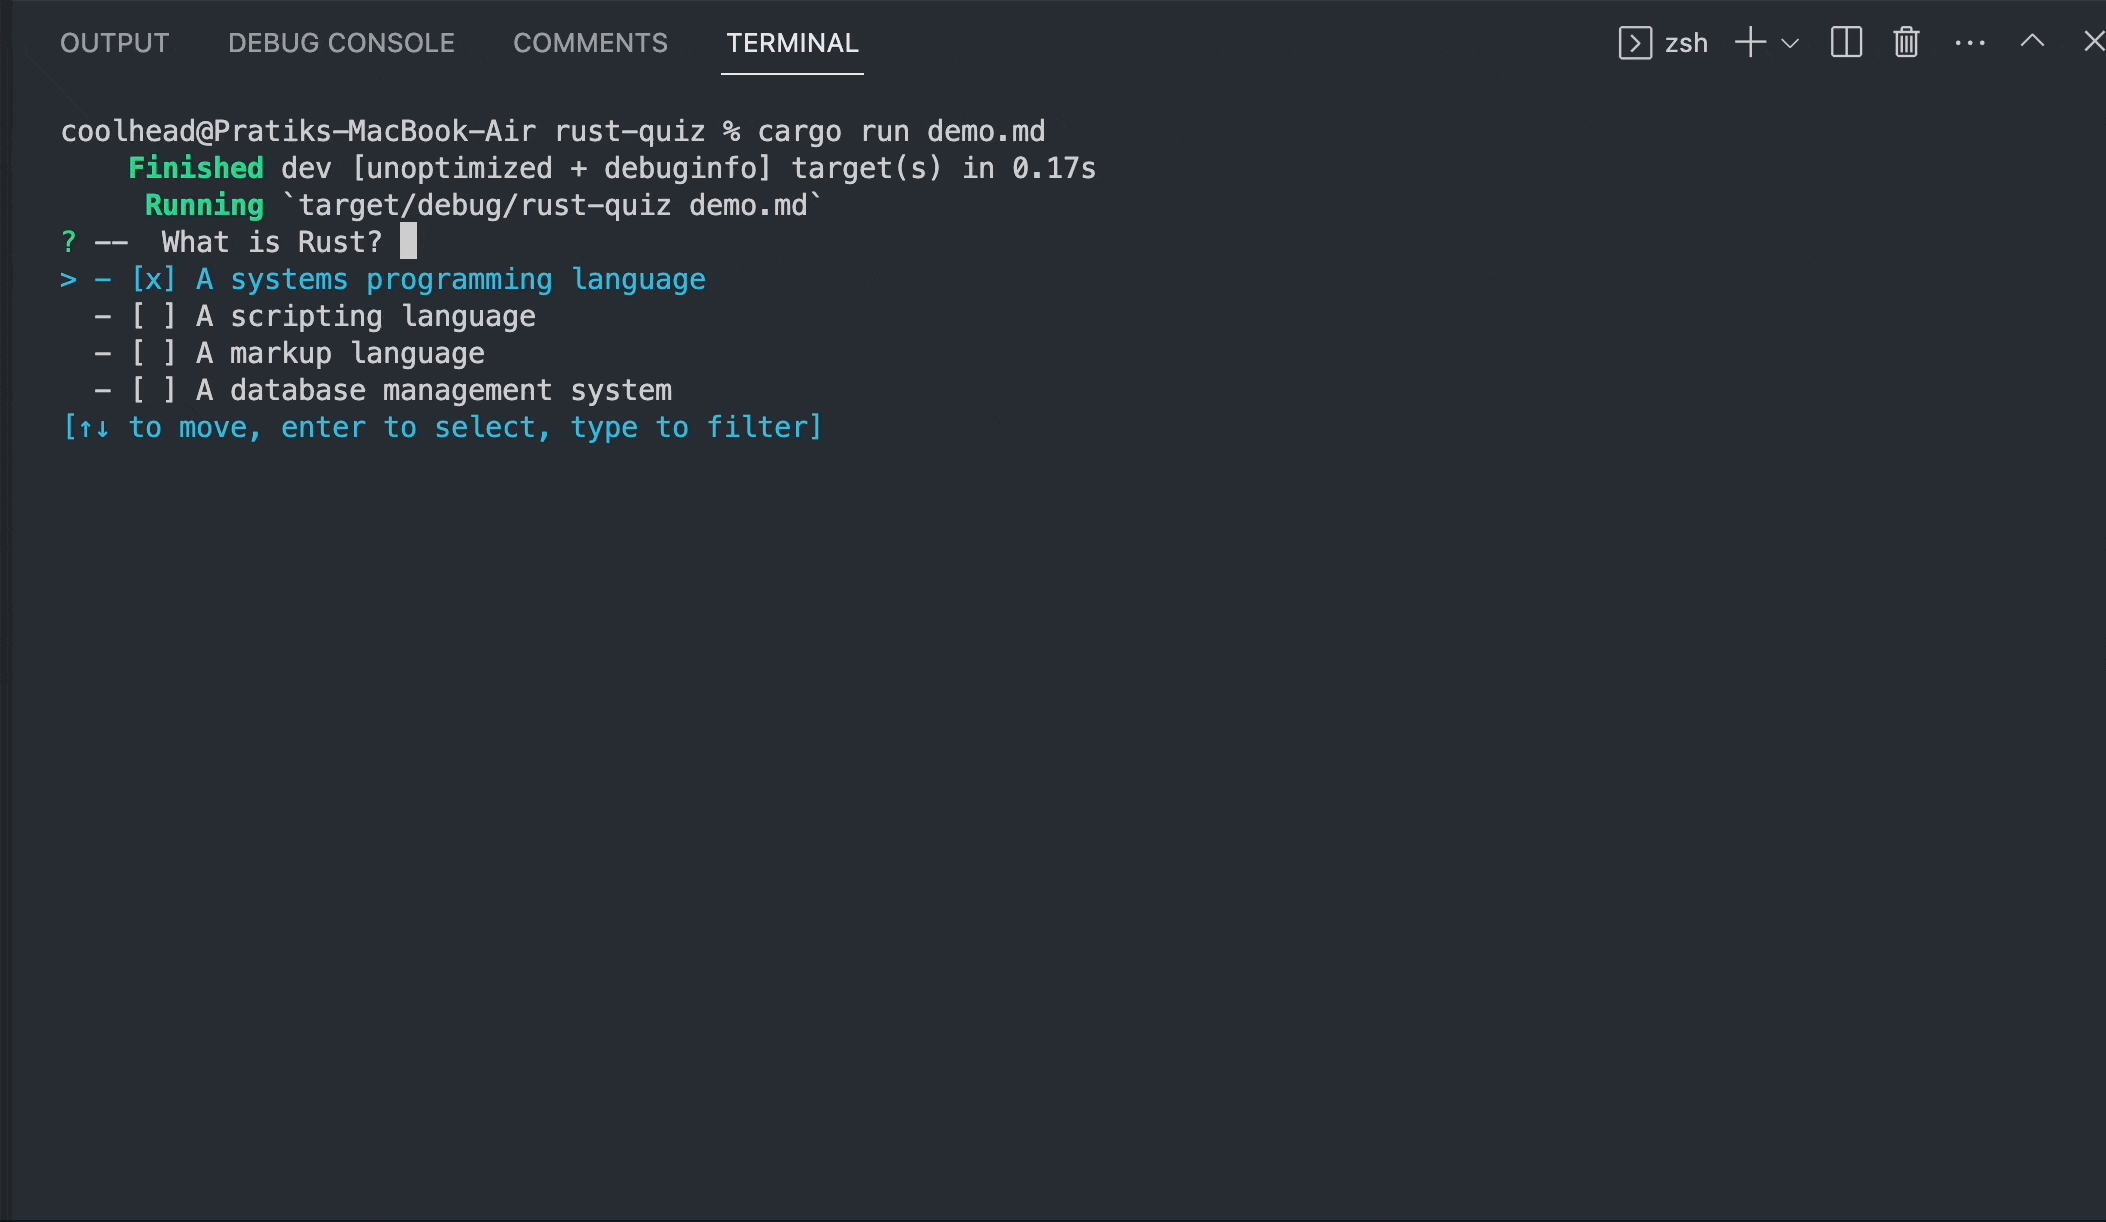 OUTPUT DEBUG CONSOLE COMMENTS TERMINAL zsh
coolhead@Pratiks-MacBook-Air rust-quiz % cargo run demo.md
    Finished dev [unoptimized + debuginfo] target(s) in 0.17s
     Running `target/debug/rust-quiz demo.md`
? --  What is Rust?
> - [x] A systems programming language
  - [ ] A scripting language
  - [ ] A markup language
  - [ ] A database management system
[↑↓ to move, enter to select, type to filter]